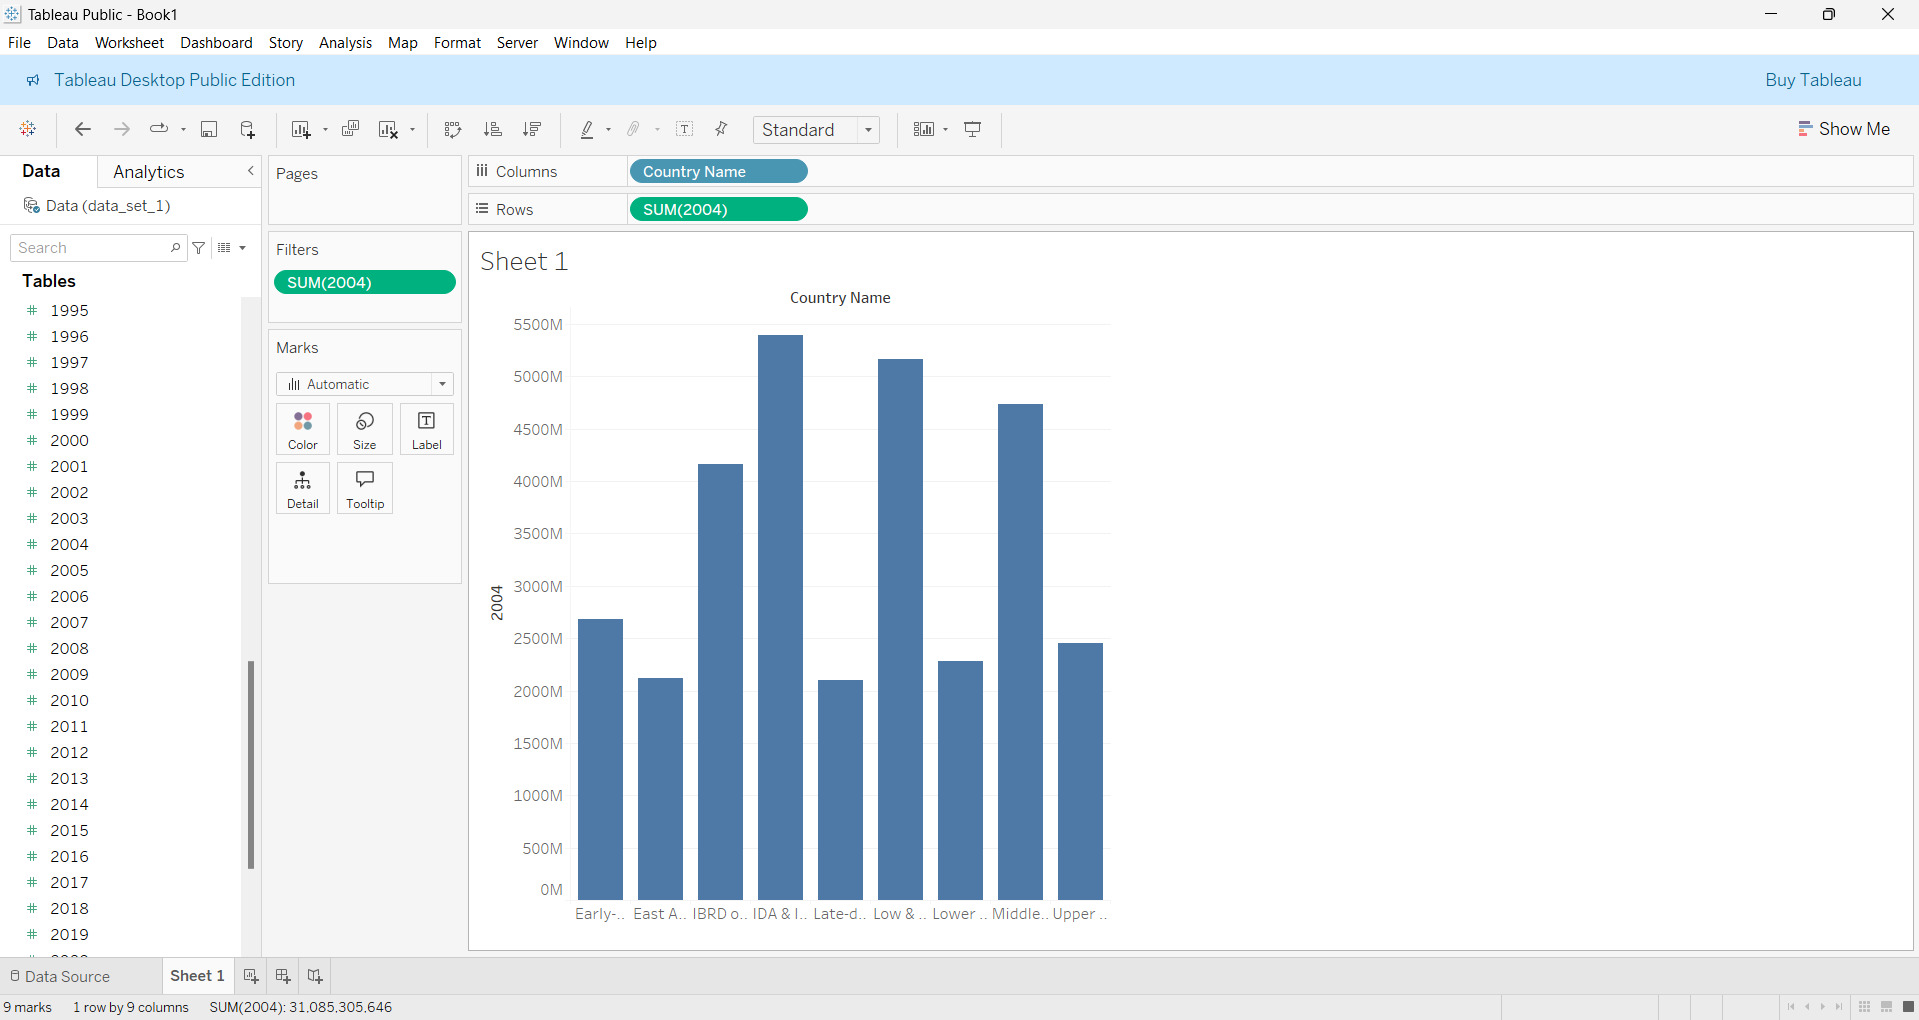 Tableau Public - Book1
File Data Worksheet Dashboard Story Analysis Map Format Server Window Help
Tableau Desktop Public Edition
Buy Tableau
Standard
Show Me
Data
Analytics
Data (data_set_1)
Search
Tables
1995
1996
1997
1998
1999
2000
2001
2002
2003
2004
2005
2006
2007
2008
2009
2010
2011
2012
2013
2014
2015
2016
2017
2018
2019
Pages
Filters
SUM(2004)
Marks
Automatic
Color
Size
Label
Detail
Tooltip
Columns
Country Name
Rows
SUM(2004)
Sheet 1
Country Name
2004
5500M
5000M
4500M
4000M
3500M
3000M
2500M
2000M
1500M
1000M
500M
0M
Early-.. East A.. IBRD o.. IDA & I.. Late-d.. Low & .. Lower .. Middle.. Upper ..
Data Source
Sheet 1
9 marks 1 row by 9 columns SUM(2004): 31,085,305,646